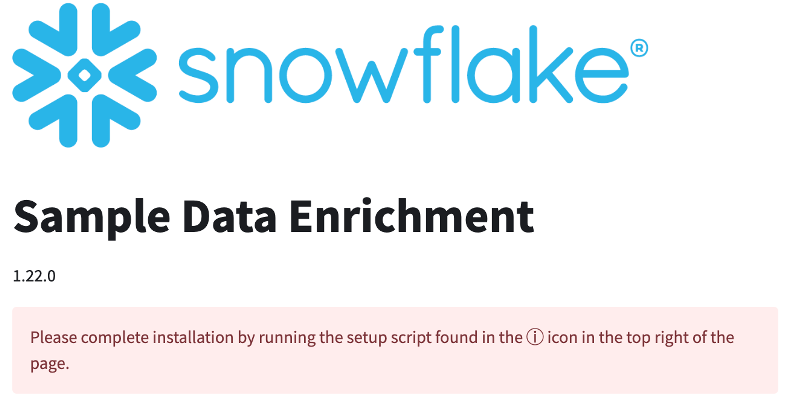 snowflake®
Sample Data Enrichment
1.22.0
Please complete installation by running the setup script found in the ⓘ icon in the top right of the
page.